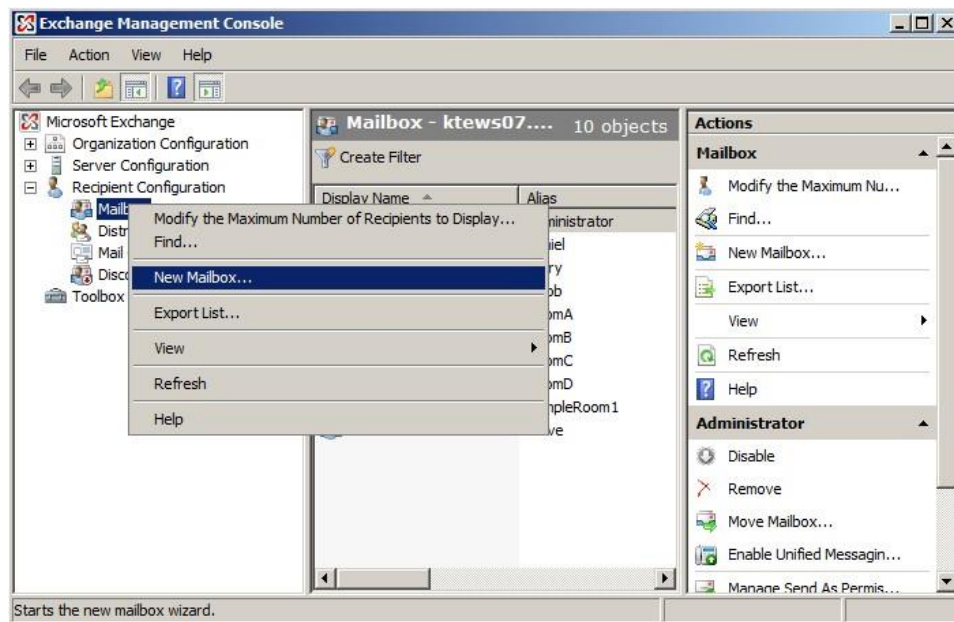 Exchange Management Console
File Action View Help
Microsoft Exchange
Organization Configuration
Server Configuration
Recipient Configuration
Mailb
Distr
Mail
Disco
Toolbox
Mailbox - ktews07.... 10 objects
Create Filter
Display Name Alias
ministrator
iel
ry
ob
omA
omB
omC
omD
mpleRoom1
ve
Modify the Maximum Number of Recipients to Display...
Find...
New Mailbox...
Export List...
View
Refresh
Help
Actions
Mailbox
Modify the Maximum Nu...
Find...
New Mailbox...
Export List...
View
Refresh
Help
Administrator
Disable
Remove
Move Mailbox...
Enable Unified Messagin...
Manage Send As Permis...
Starts the new mailbox wizard.